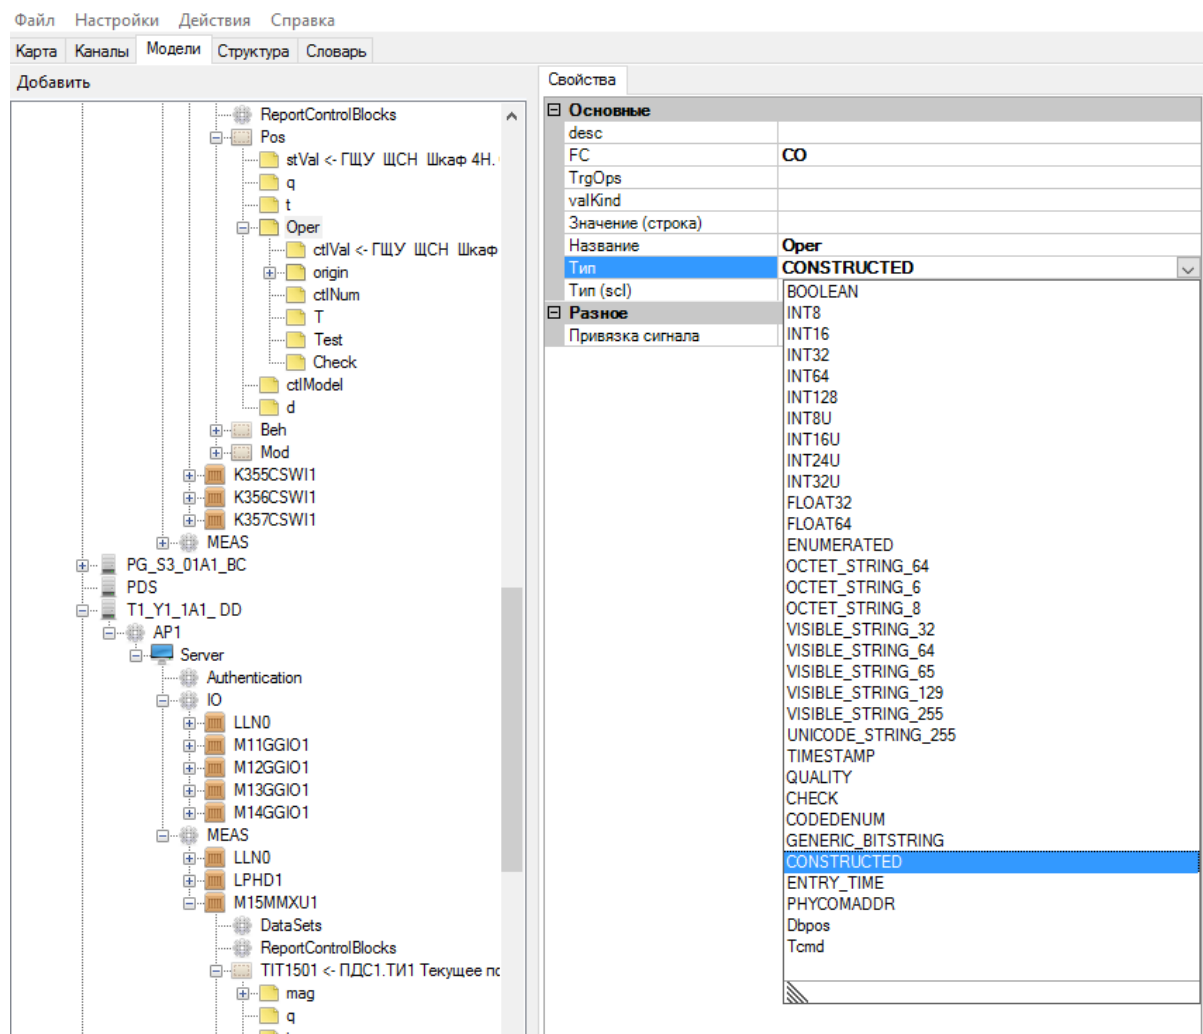 Файл Настройки Действия Справка
Карта Каналы Модели Структура Словарь
Добавить
ReportControlBlocks
Pos
stVal <- ГЩУ ЩСН Шкаф 4Н.
q
t
Oper
ctlVal <- ГЩУ ЩСН Шкаф
origin
ctlNum
T
Test
Check
ctlModel
d
Beh
Mod
K355CSWI1
K356CSWI1
K357CSWI1
MEAS
PG_S3_01A1_BC
PDS
T1_Y1_1A1_ DD
AP1
Server
Authentication
IO
LLN0
M11GGIO1
M12GGIO1
M13GGIO1
M14GGIO1
MEAS
LLN0
LPHD1
M15MMXU1
DataSets
ReportControlBlocks
TIT1501 <- ПДС1.ТИ1 Текущее по
mag
q
Свойства
Основные
desc
FC CO
TrgOps
valKind
Значение (строка)
Название Oper
Тип CONSTRUCTED
Тип (scl)
Разное
Привязка сигнала
BOOLEAN
INT8
INT16
INT32
INT64
INT128
INT8U
INT16U
INT24U
INT32U
FLOAT32
FLOAT64
ENUMERATED
OCTET_STRING_64
OCTET_STRING_6
OCTET_STRING_8
VISIBLE_STRING_32
VISIBLE_STRING_64
VISIBLE_STRING_65
VISIBLE_STRING_129
VISIBLE_STRING_255
UNICODE_STRING_255
TIMESTAMP
QUALITY
CHECK
CODEDENUM
GENERIC_BITSTRING
CONSTRUCTED
ENTRY_TIME
PHYCOMADDR
Dbpos
Tcmd